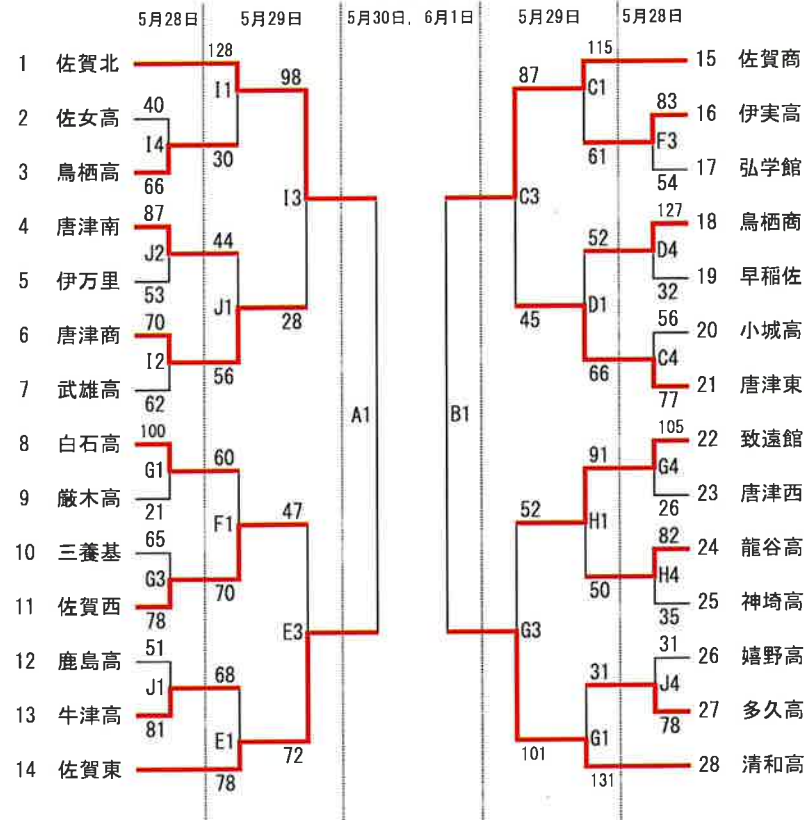 5月28日 5月29日 5月30日, 6月1日 5月29日 5月28日
1 佐賀北 128
I1 98
2 佐女高 40
I4 30
3 鳥栖高 66
I3
4 唐津南 87
J2 44
5 伊万里 53
J1 28
6 唐津商 70
I2 56
7 武雄高 62
A1
8 白石高 100
G1 60
9 厳木高 21
F1 47
10 三養基 65
G3 70
11 佐賀西 78
E3
12 鹿島高 51
J1 68
13 牛津高 81
E1 72
14 佐賀東 78
115 15 佐賀商
87 C1
83 16 伊実高
61 F3
54 17 弘学館
C3
127 18 鳥栖商
52 D4
32 19 早稲佐
45 D1
56 20 小城高
66 C4
77 21 唐津東
B1
105 22 致遠館
91 G4
26 23 唐津西
52 H1
82 24 龍谷高
50 H4
35 25 神埼高
G3
31 26 嬉野高
31 J4
78 27 多久高
101 G1
131 28 清和高